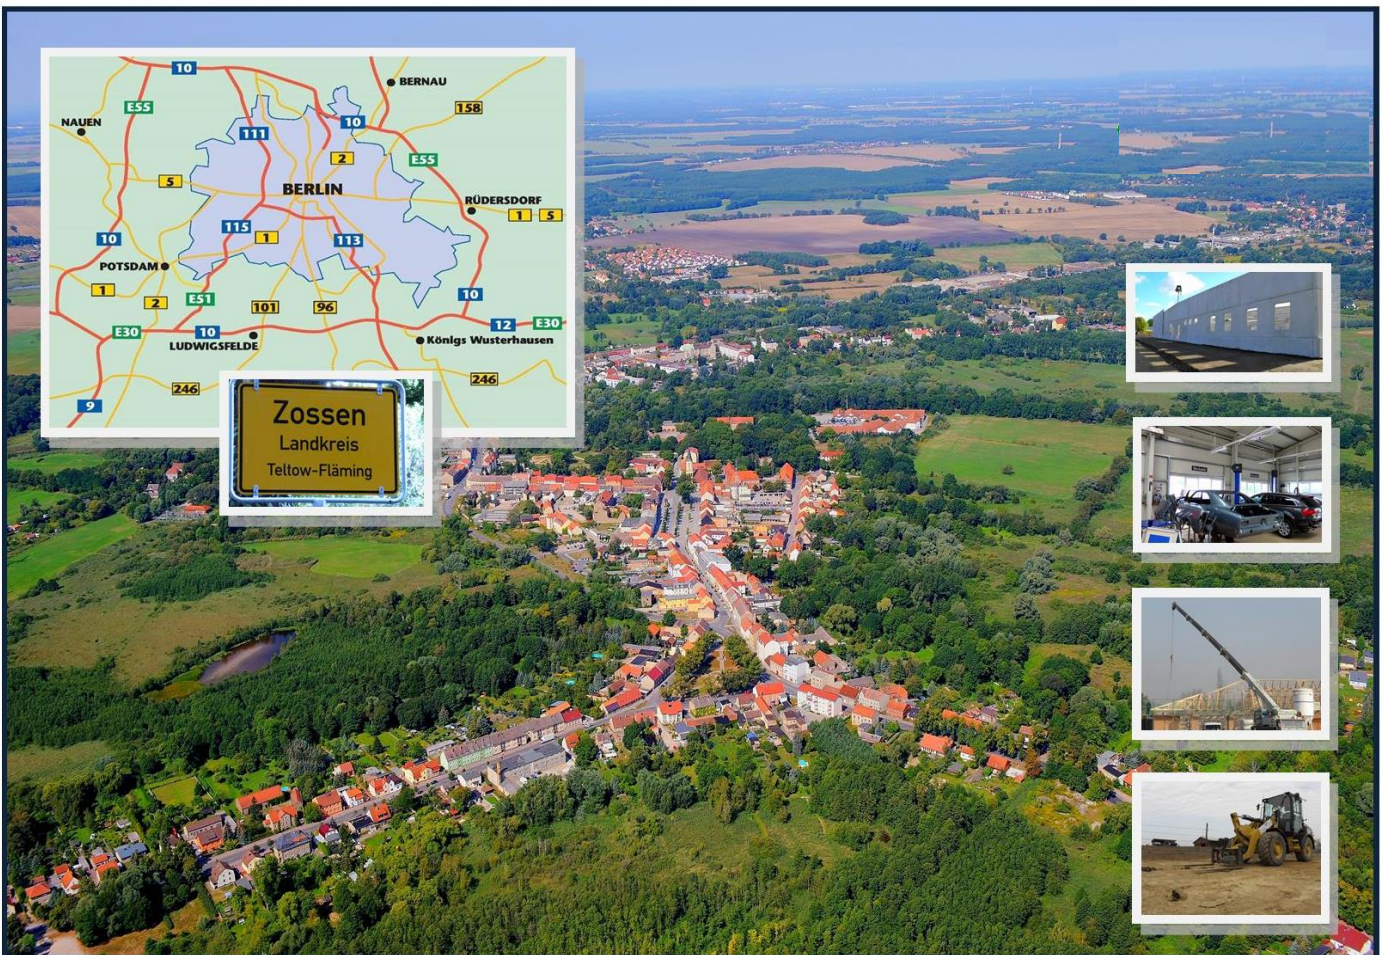 10
BERNAU
E55
158
NAUEN
111
10
2
E55
5
BERLIN
RÜDERSDORF
1 5
115
1
113
10
POTSDAM
1
2
E51
101
96
10
E30
10
12
E30
LUDWIGSFELDE
Königs Wusterhausen
246
246
9
Zossen
Landkreis
Teltow-Fläming